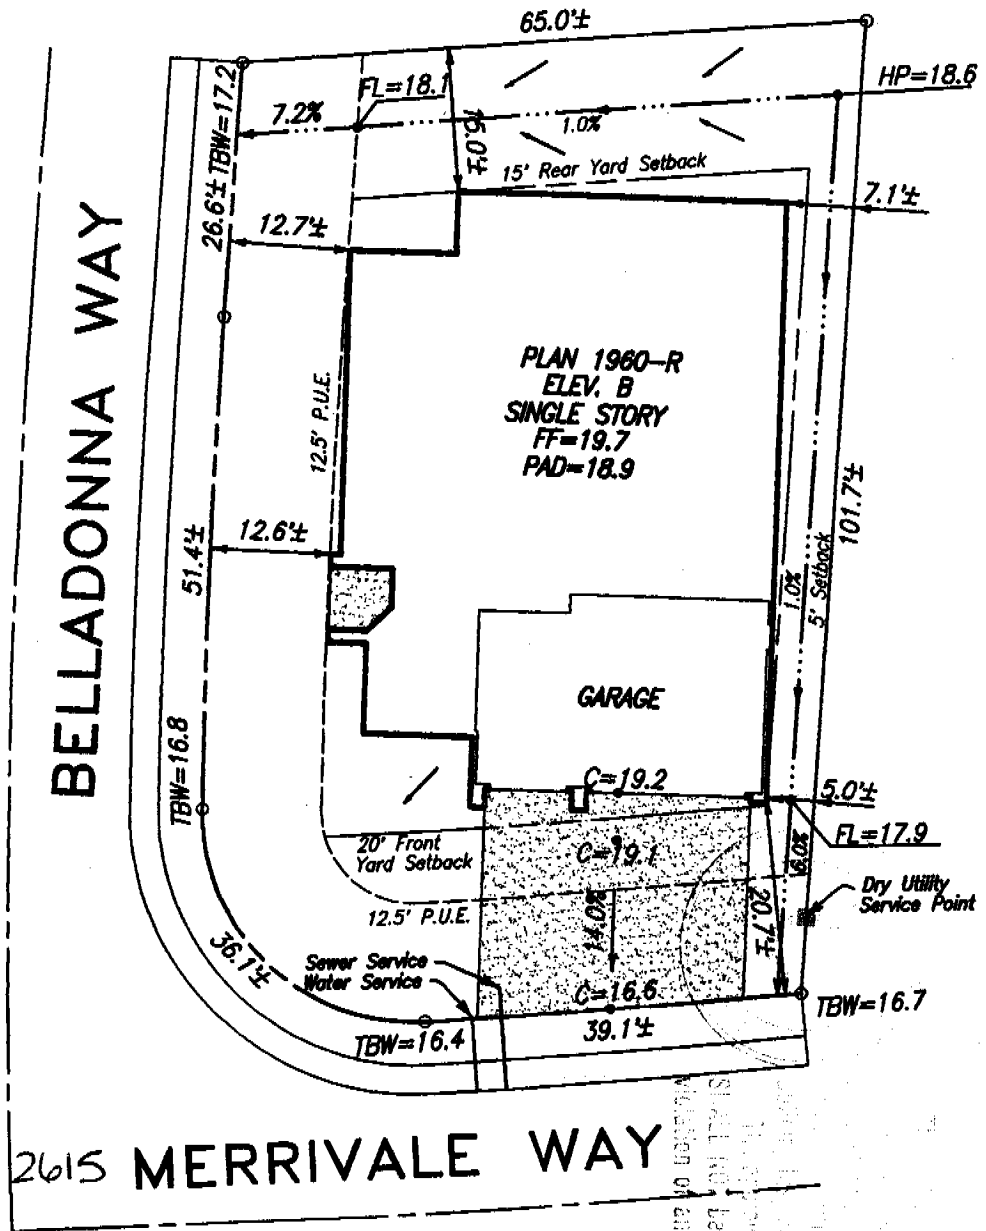 65.0'±
HP=18.6
TBW=17.2
FL=18.1
7.2%
1.0%
15.0'±
15' Rear Yard Setback
7.1'±
26.6'±
12.7'±
BELLADONNA WAY
PLAN 1960-R
ELEV. B
SINGLE STORY
FF=19.7
PAD=18.9
12.5' P.U.E.
101.7'±
51.4'±
12.6'±
1.0%
5' Setback
GARAGE
TBW=16.8
C=19.2
5.0'±
FL=17.9
20' Front
Yard Setback
C=19.1
6.0%
Dry Utility
Service Point
12.5' P.U.E.
14.0%
20.7'±
36.1'±
Sewer Service
Water Service
C=16.6
TBW=16.7
TBW=16.4
39.1'±
2615 MERRIVALE WAY